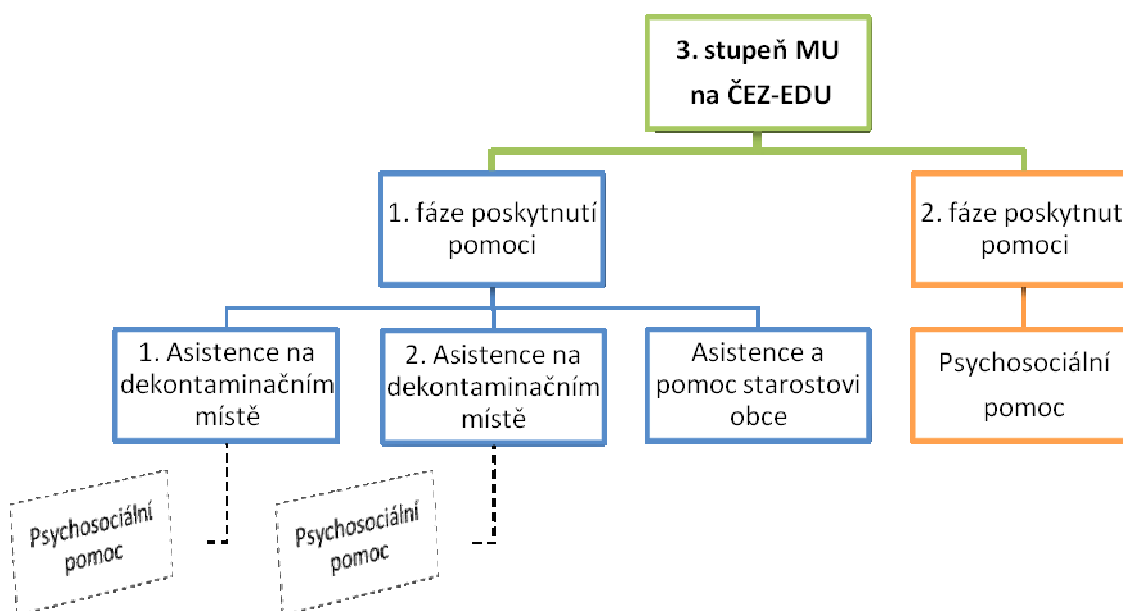 3. stupeň MU
na ČEZ-EDU
1. fáze poskytnutí
pomoci
2. fáze poskytnut
pomoci
1. Asistence na
dekontaminačním
místě
2. Asistence na
dekontaminačním
místě
Asistence a
pomoc starostovi
obce
Psychosociální
pomoc
Psychosociální
pomoc
Psychosociální
pomoc